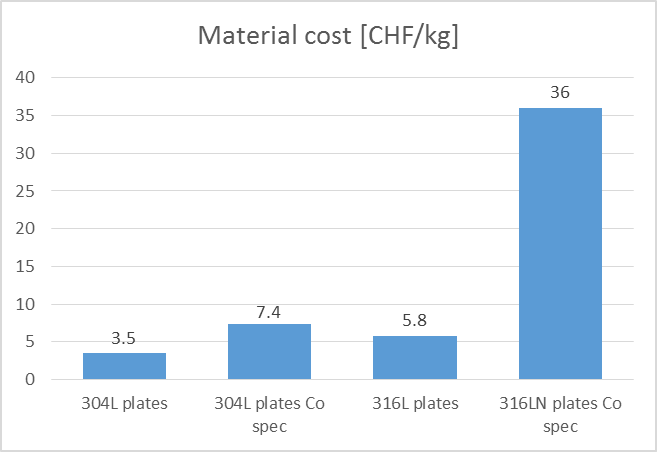 Material cost [CHF/kg]
40
35
30
25
20
15
10
5
0
3.5
7.4
5.8
36
304L plates
304L plates Co
spec
316L plates
316LN plates Co
spec